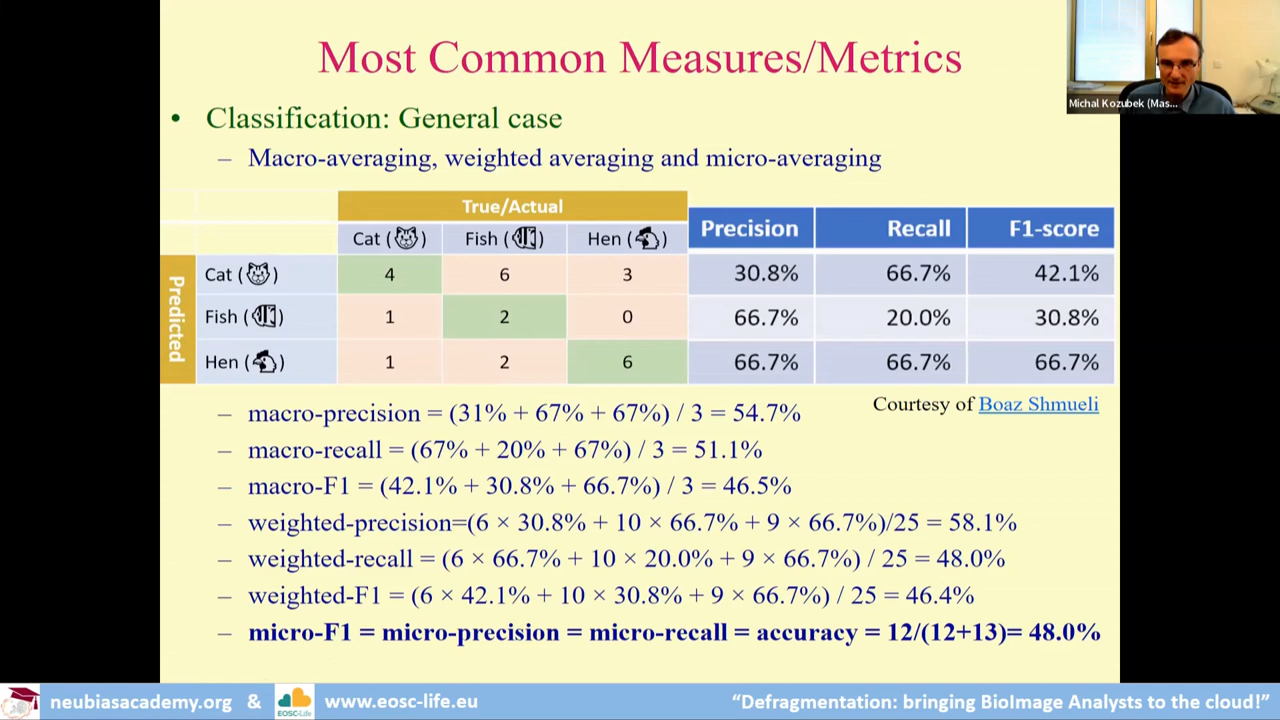 Most Common Measures/Metrics
Michal Kozubek (Mas...
• Classification: General case
– Macro-averaging, weighted averaging and micro-averaging
True/Actual
Precision Recall F1-score
Cat ( ) Fish ( ) Hen ( )
Predicted
Cat ( ) 4 6 3 30.8% 66.7% 42.1%
Fish ( ) 1 2 0 66.7% 20.0% 30.8%
Hen ( ) 1 2 6 66.7% 66.7% 66.7%
Courtesy of Boaz Shmueli
– macro-precision = (31% + 67% + 67%) / 3 = 54.7%
– macro-recall = (67% + 20% + 67%) / 3 = 51.1%
– macro-F1 = (42.1% + 30.8% + 66.7%) / 3 = 46.5%
– weighted-precision=(6 × 30.8% + 10 × 66.7% + 9 × 66.7%)/25 = 58.1%
– weighted-recall = (6 × 66.7% + 10 × 20.0% + 9 × 66.7%) / 25 = 48.0%
– weighted-F1 = (6 × 42.1% + 10 × 30.8% + 9 × 66.7%) / 25 = 46.4%
– micro-F1 = micro-precision = micro-recall = accuracy = 12/(12+13)= 48.0%
neubiasacademy.org & EOSC-Life www.eosc-life.eu “Defragmentation: bringing BioImage Analysts to the cloud!”